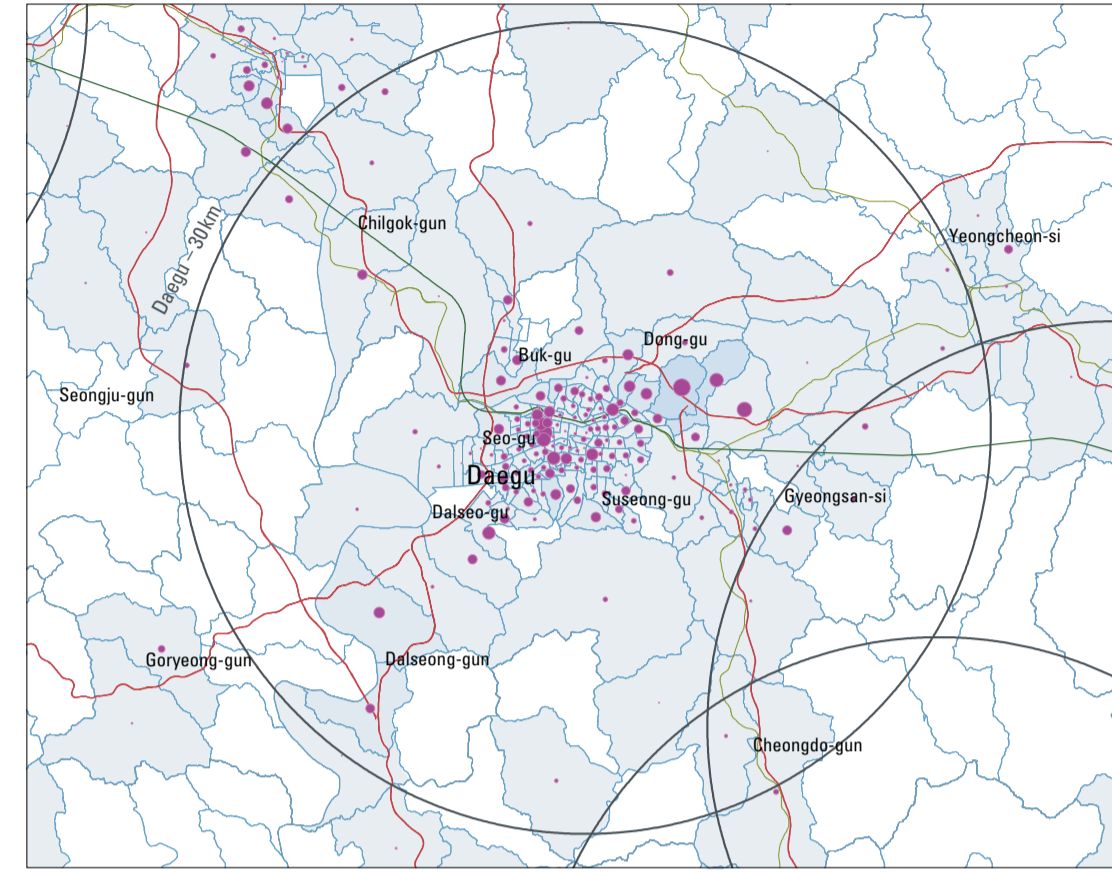 Chilgok-gun
Yeongcheon-si
Daegu – 30km
Dong-gu
Buk-gu
Seongju-gun
Seo-gu
Daegu
Gyeongsan-si
Suseong-gu
Dalseo-gu
Goryeong-gun
Dalseong-gun
Cheongdo-gun